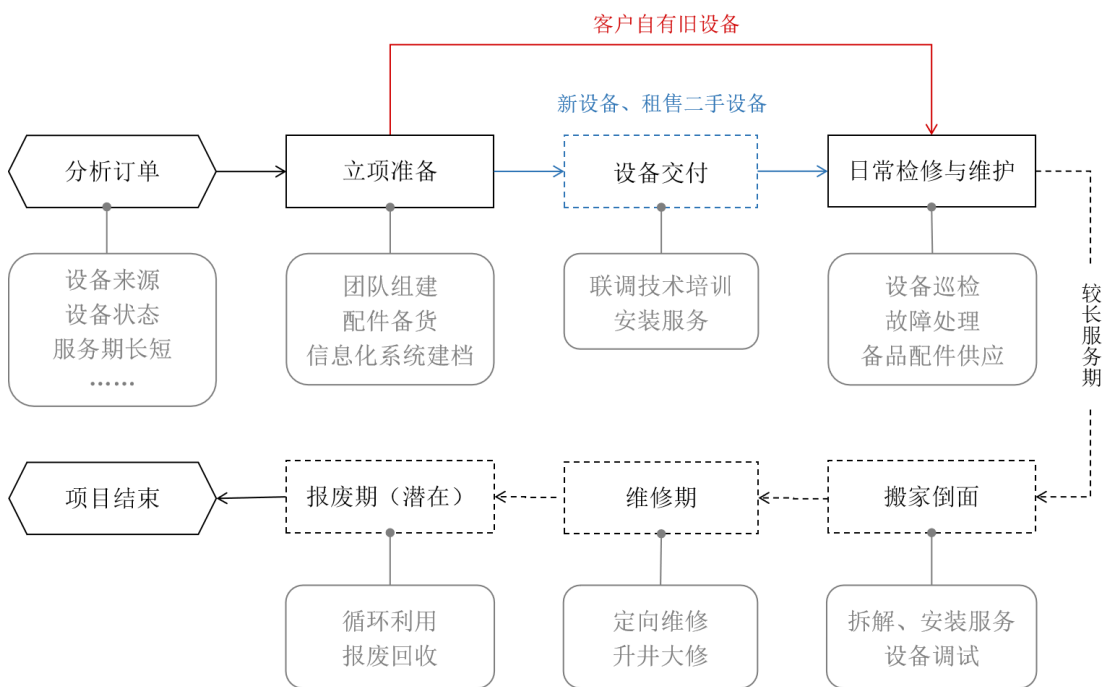 客户自有旧设备
新设备、租售二手设备
分析订单
立项准备
设备交付
日常检修与维护
设备来源
设备状态
服务期长短
……
团队组建
配件备货
信息化系统建档
联调技术培训
安装服务
设备巡检
故障处理
备品配件供应
较长服务期
项目结束
报废期（潜在）
维修期
搬家倒面
循环利用
报废回收
定向维修
升井大修
拆解、安装服务
设备调试